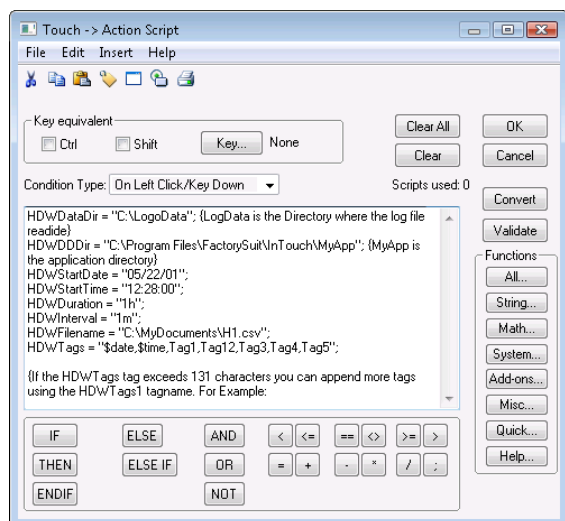 Touch -> Action Script
File Edit Insert Help
Key equivalent
Ctrl Shift Key... None
Clear All OK
Clear Cancel
Condition Type: On Left Click/Key Down Scripts used: 0
Convert
Validate
HDWDataDir = "C:\LogoData"; {LogData is the Directory where the log file
readide}
HDWDDDir = "C:\Program Files\FactorySuit\InTouch\MyApp"; {MyApp is
the application directory}
HDWStartDate = "05/22/01";
HDWStartTime = "12:28:00";
HDWDuration = "1h";
HDWInterval = "1m";
HDWFilename = "C:\MyDocuments\H1.csv";
HDWTags = "$date,$time,Tag1,Tag12,Tag3,Tag4,Tag5";
{If the HDWTags tag exceeds 131 characters you can append more tags
using the HDWTags1 tagname. For Example:
Functions
All...
String...
Math...
System...
Add-ons...
Misc...
Quick...
Help...
IF ELSE AND < <= == <> >= >
THEN ELSE IF OR = + - * / ;
ENDIF NOT